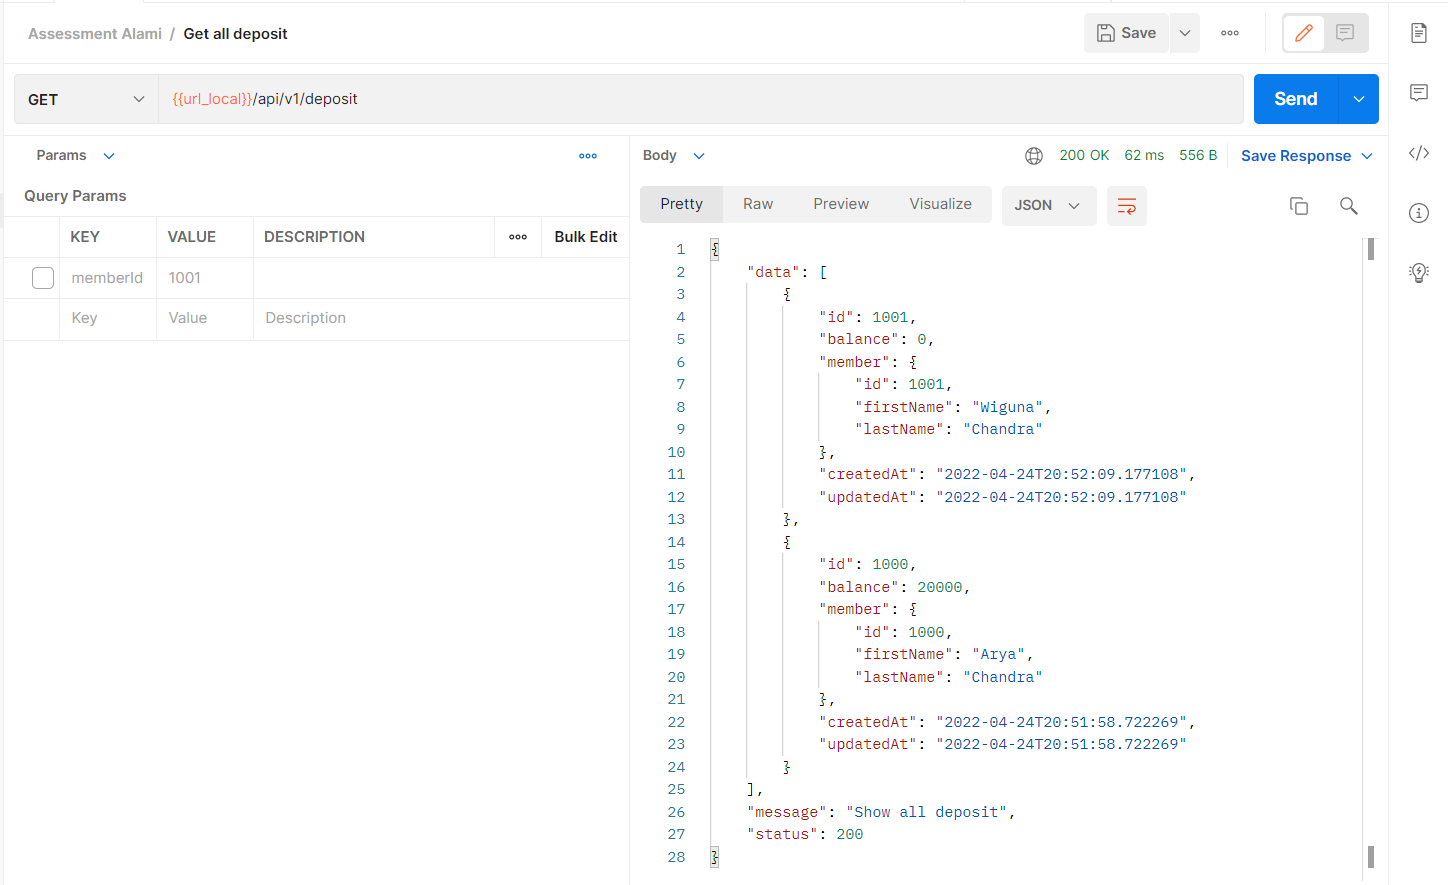 Assessment Alami / Get all deposit
Save
GET
{{url_local}}/api/v1/deposit
Send
Params
Query Params
KEY VALUE DESCRIPTION Bulk Edit
memberId 1001
Key Value Description
Body 200 OK 62 ms 556 B Save Response
Pretty Raw Preview Visualize JSON
1 {
2 "data": [
3 {
4 "id": 1001,
5 "balance": 0,
6 "member": {
7 "id": 1001,
8 "firstName": "Wiguna",
9 "lastName": "Chandra"
10 },
11 "createdAt": "2022-04-24T20:52:09.177108",
12 "updatedAt": "2022-04-24T20:52:09.177108"
13 },
14 {
15 "id": 1000,
16 "balance": 20000,
17 "member": {
18 "id": 1000,
19 "firstName": "Arya",
20 "lastName": "Chandra"
21 },
22 "createdAt": "2022-04-24T20:51:58.722269",
23 "updatedAt": "2022-04-24T20:51:58.722269"
24 }
25 ],
26 "message": "Show all deposit",
27 "status": 200
28 }